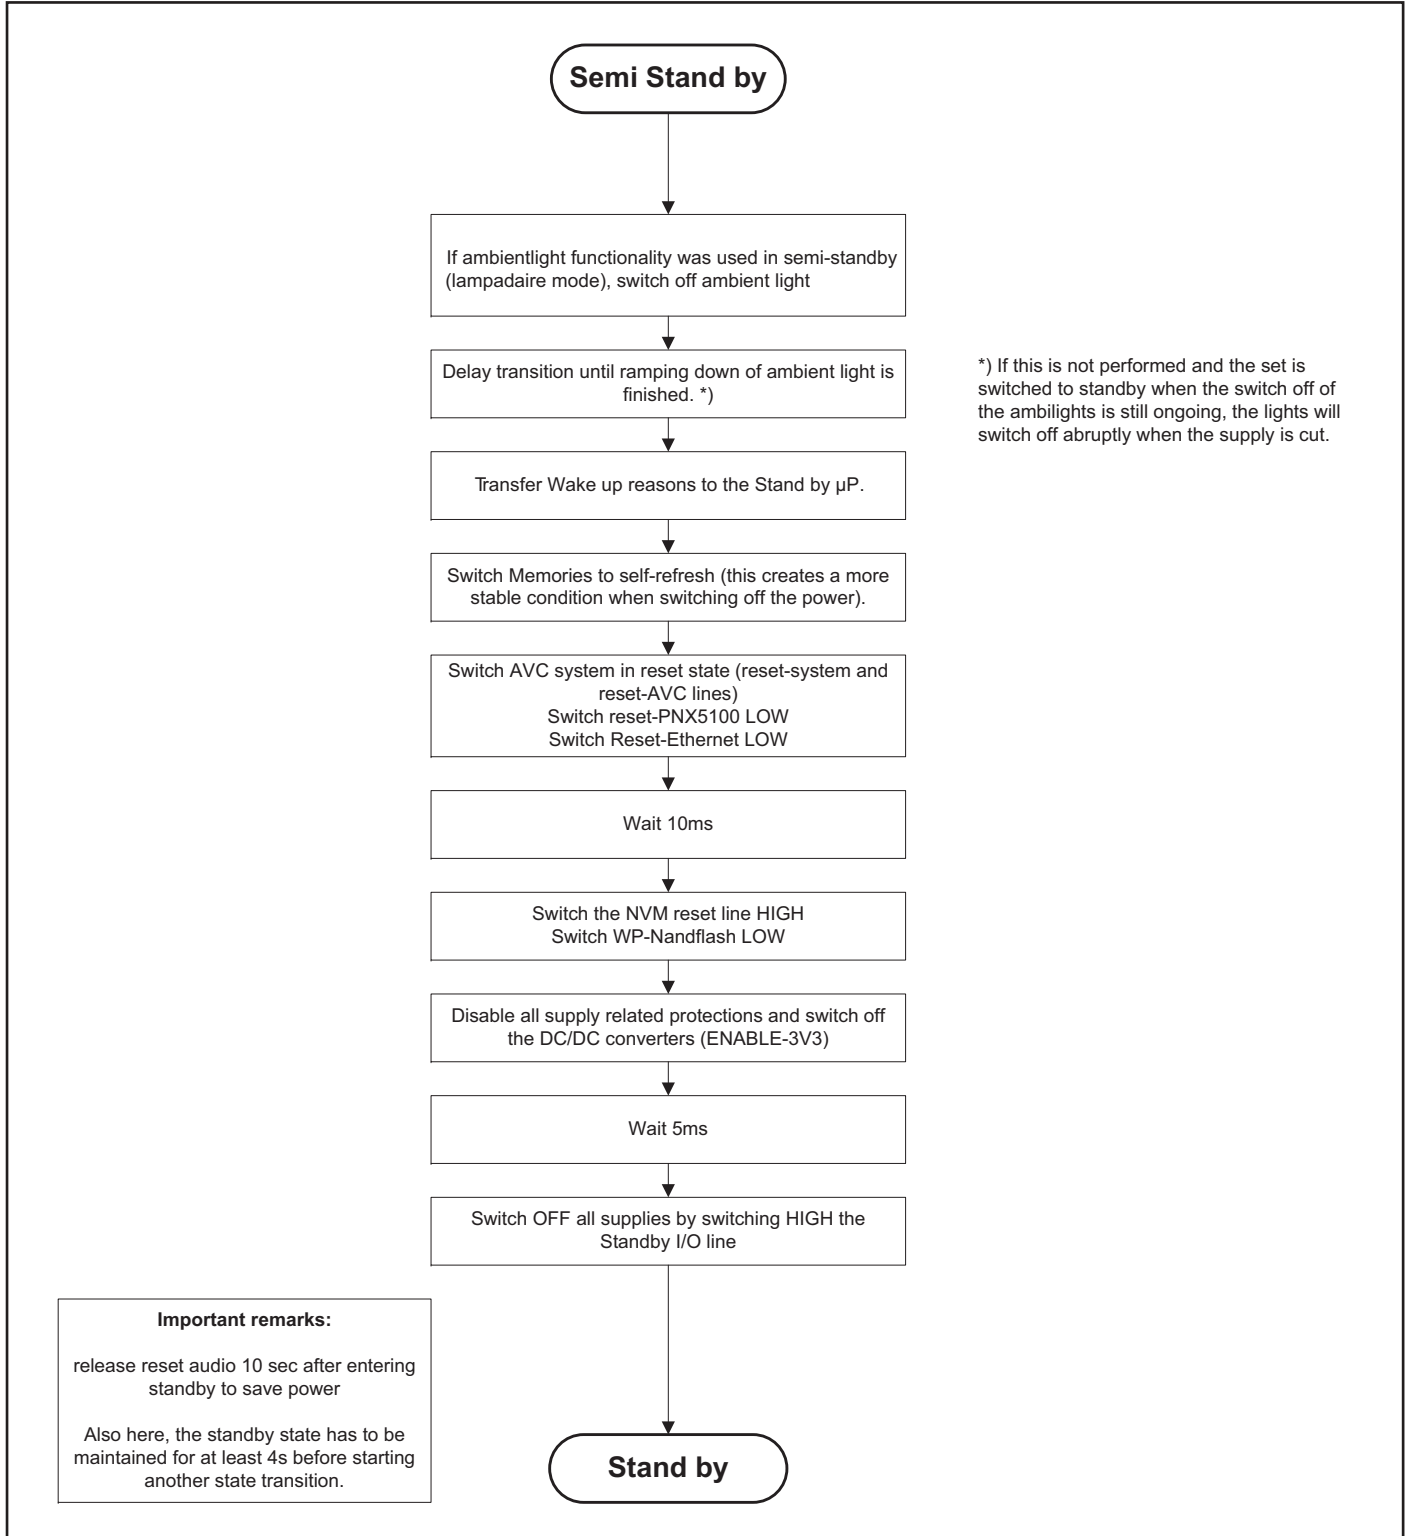 Semi Stand by
If ambientlight functionality was used in semi-standby
(lampadaire mode), switch off ambient light
Delay transition until ramping down of ambient light is
finished. *)
*) If this is not performed and the set is
switched to standby when the switch off of
the ambilights is still ongoing, the lights will
switch off abruptly when the supply is cut.
Transfer Wake up reasons to the Stand by µP.
Switch Memories to self-refresh (this creates a more
stable condition when switching off the power).
Switch AVC system in reset state (reset-system and
reset-AVC lines)
Switch reset-PNX5100 LOW
Switch Reset-Ethernet LOW
Wait 10ms
Switch the NVM reset line HIGH
Switch WP-Nandflash LOW
Disable all supply related protections and switch off
the DC/DC converters (ENABLE-3V3)
Wait 5ms
Switch OFF all supplies by switching HIGH the
Standby I/O line
Important remarks:
release reset audio 10 sec after entering
standby to save power
Also here, the standby state has to be
maintained for at least 4s before starting
another state transition.
Stand by